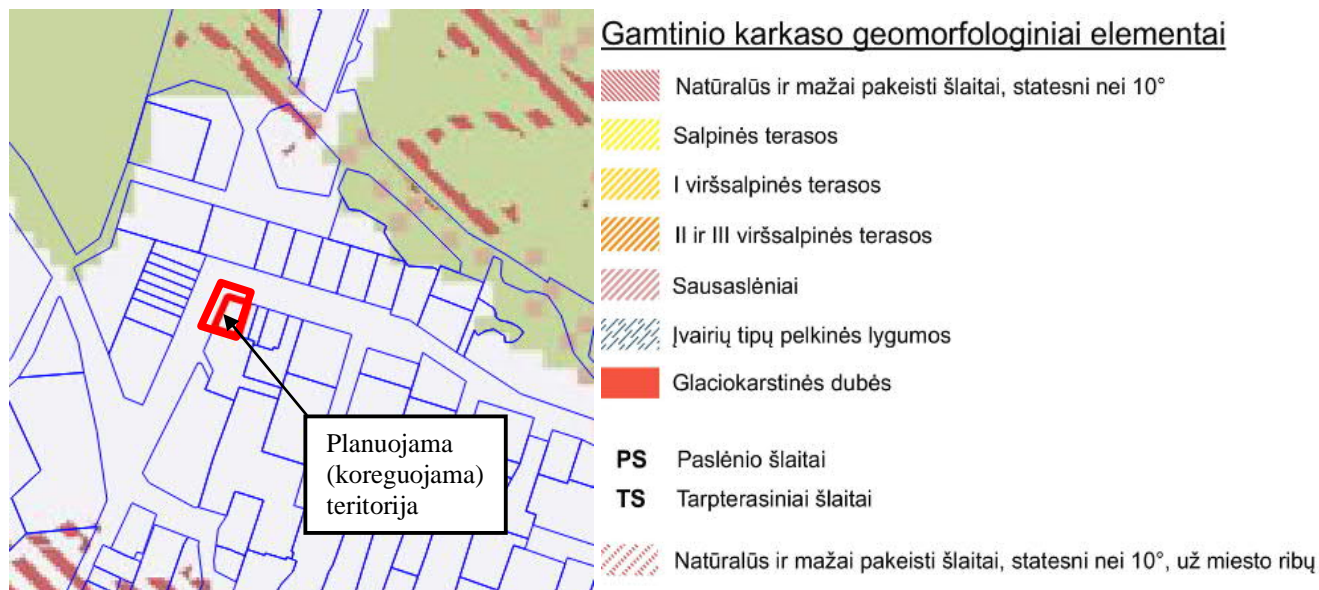 Planuojama
(koreguojama)
teritorija
Gamtinio karkaso geomorfologiniai elementai
Natūralūs ir mažai pakeisti šlaitai, statesni nei 10°
Salpinės terasos
I viršsalpinės terasos
II ir III viršsalpinės terasos
Sausaslėniai
Įvairių tipų pelkinės lygumos
Glaciokarstinės dubės
PS Paslėnio šlaitai
TS Tarpterasiniai šlaitai
Natūralūs ir mažai pakeisti šlaitai, statesni nei 10°, už miesto ribų